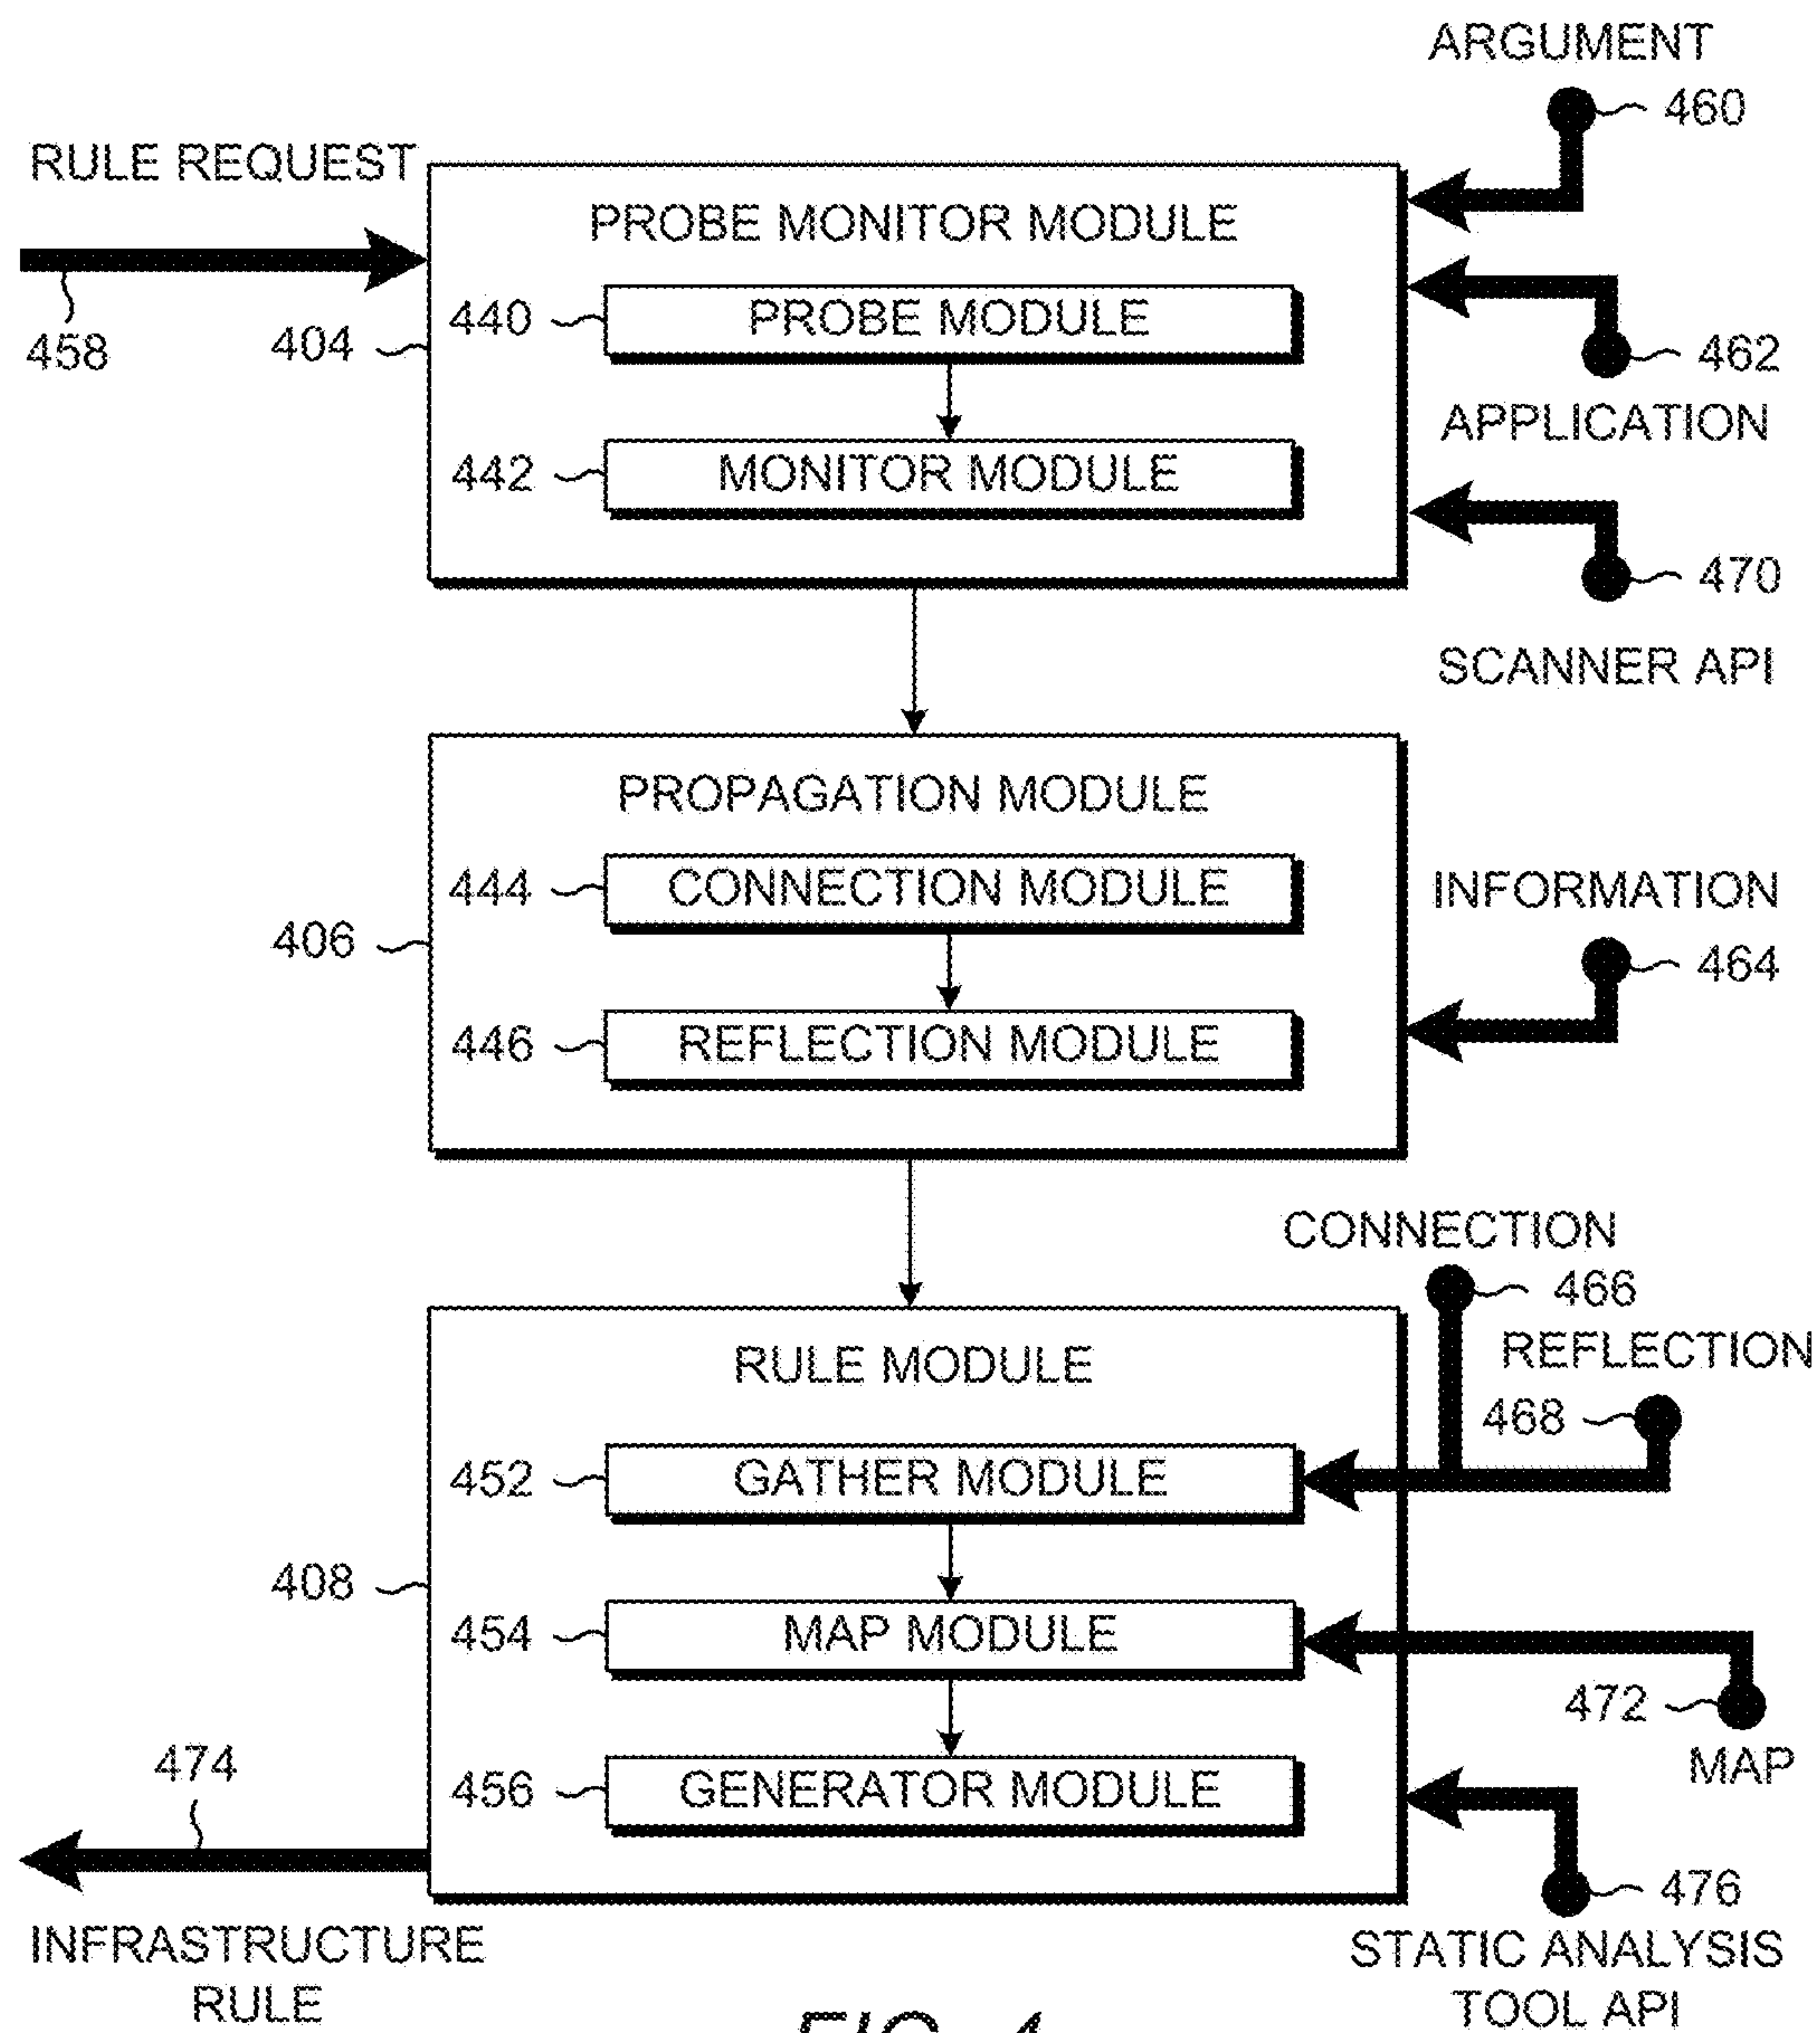 ARGUMENT
460
RULE REQUEST
458
404
PROBE MONITOR MODULE
440
PROBE MODULE
442
MONITOR MODULE
462
APPLICATION
470
SCANNER API
PROPAGATION MODULE
444
CONNECTION MODULE
406
446
REFLECTION MODULE
INFORMATION
464
CONNECTION
466
REFLECTION
468
RULE MODULE
452
GATHER MODULE
408
454
MAP MODULE
472
MAP
456
GENERATOR MODULE
474
INFRASTRUCTURE
RULE
476
STATIC ANALYSIS
TOOL API
FIG. 4